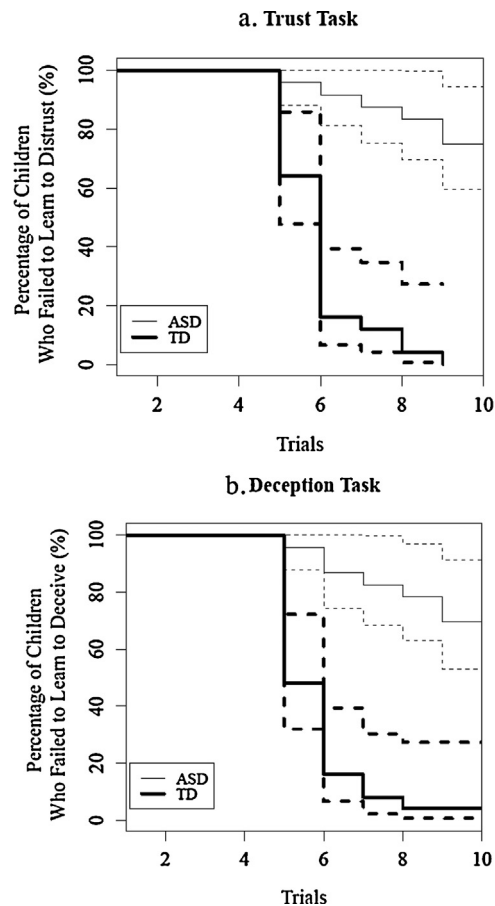 a. Trust Task
Percentage of Children
Who Failed to Learn to Distrust (%)
100
80
60
40
20
0
ASD
TD
2 4 6 8 10
Trials
b. Deception Task
Percentage of Children
Who Failed to Learn to Deceive (%)
100
80
60
40
20
0
ASD
TD
2 4 6 8 10
Trials